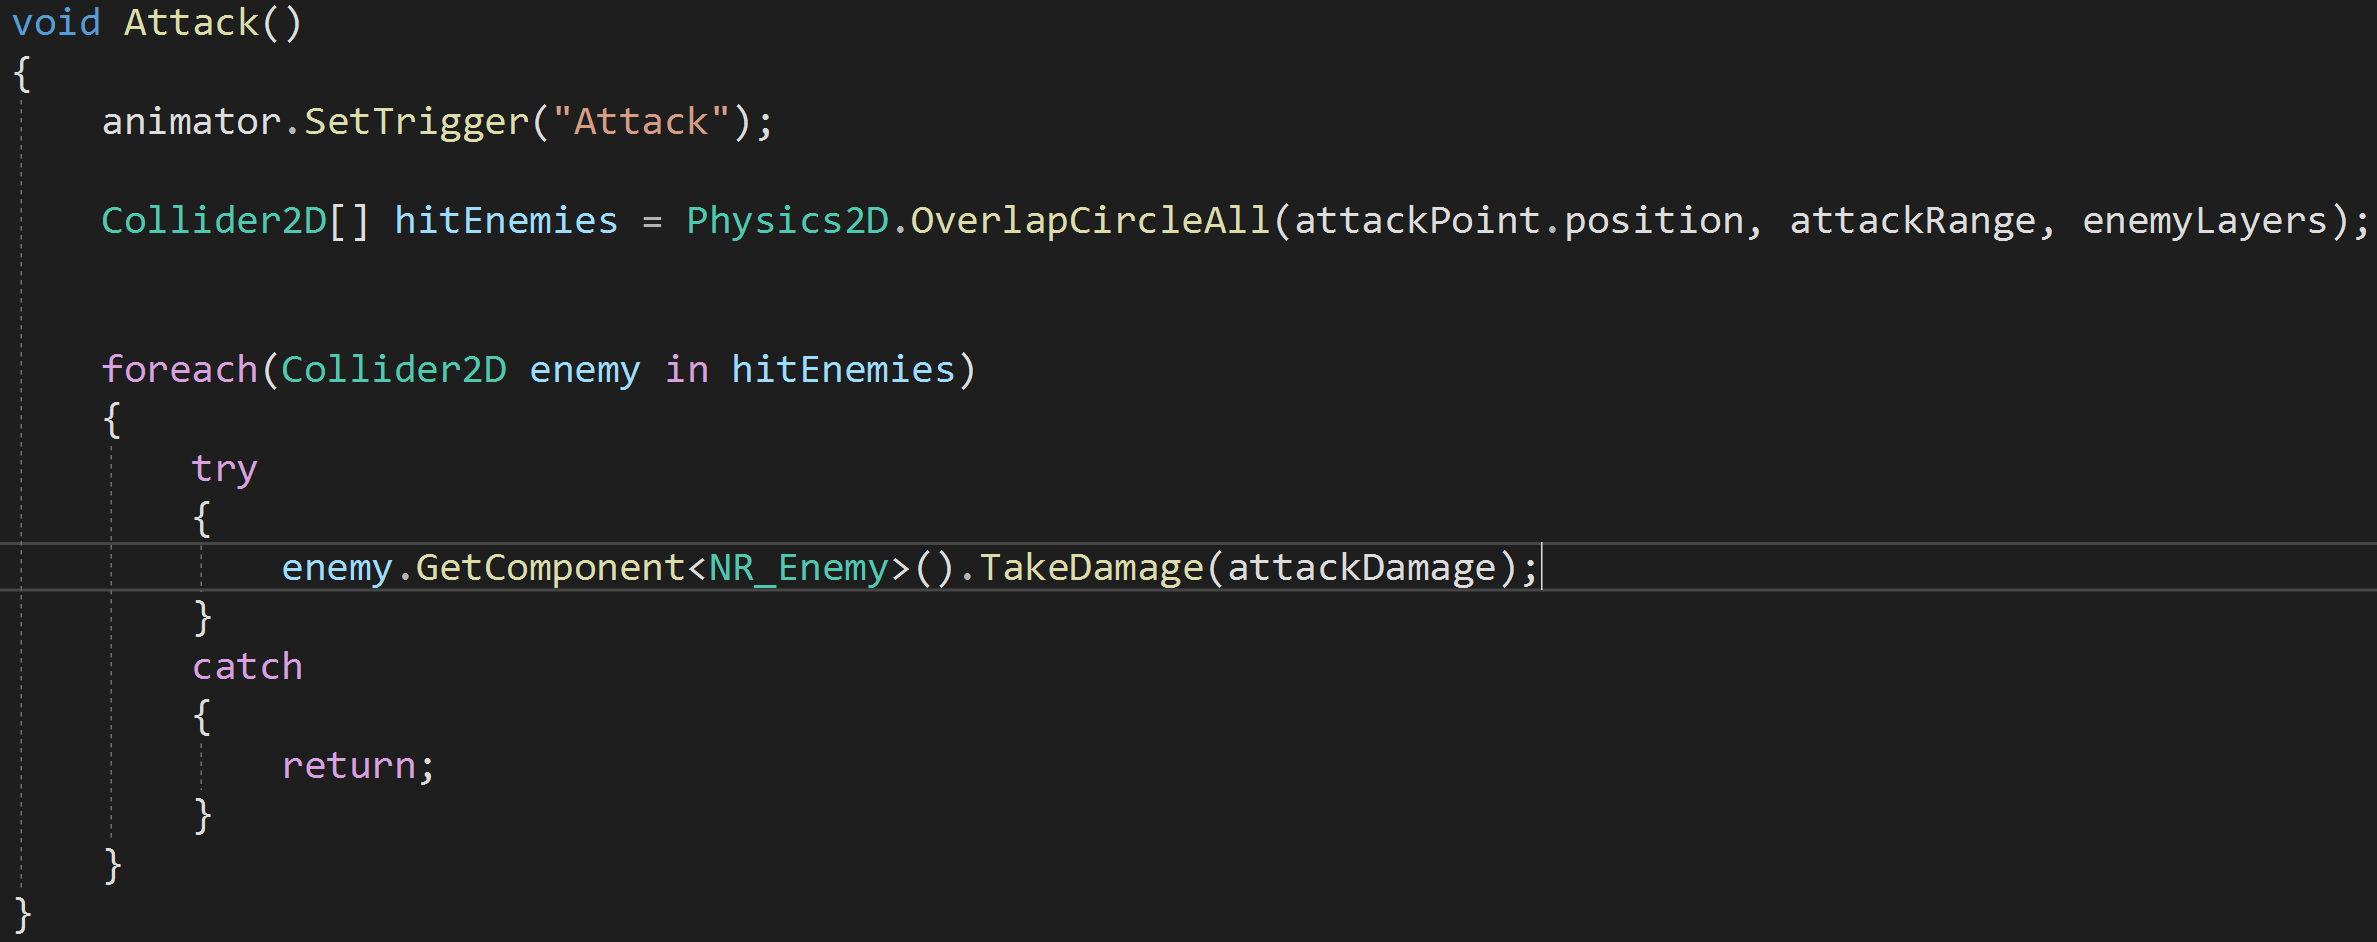 void Attack()
{
animator.SetTrigger("Attack");
Collider2D[] hitEnemies = Physics2D.OverlapCircleAll(attackPoint.position, attackRange, enemyLayers);
foreach(Collider2D enemy in hitEnemies)
{
try
{
enemy.GetComponent<NR_Enemy>().TakeDamage(attackDamage);
}
catch
{
return;
}
}
}